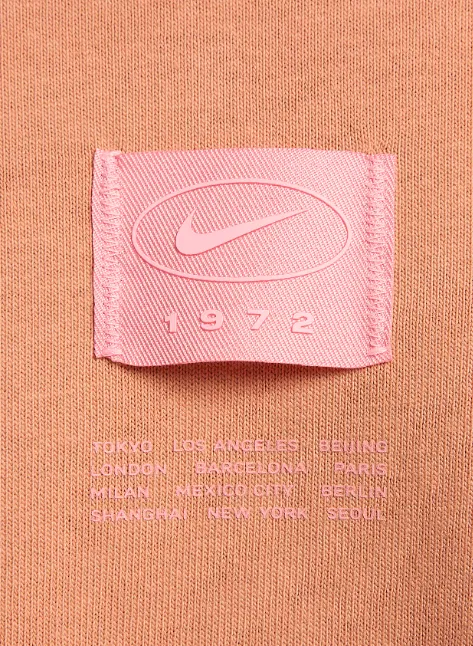 1972
TOKYO LOS ANGELES BEIJING
LONDON BARCELONA PARIS
MILAN MEXICO CITY BERLIN
SHANGHAI NEW YORK SEOUL